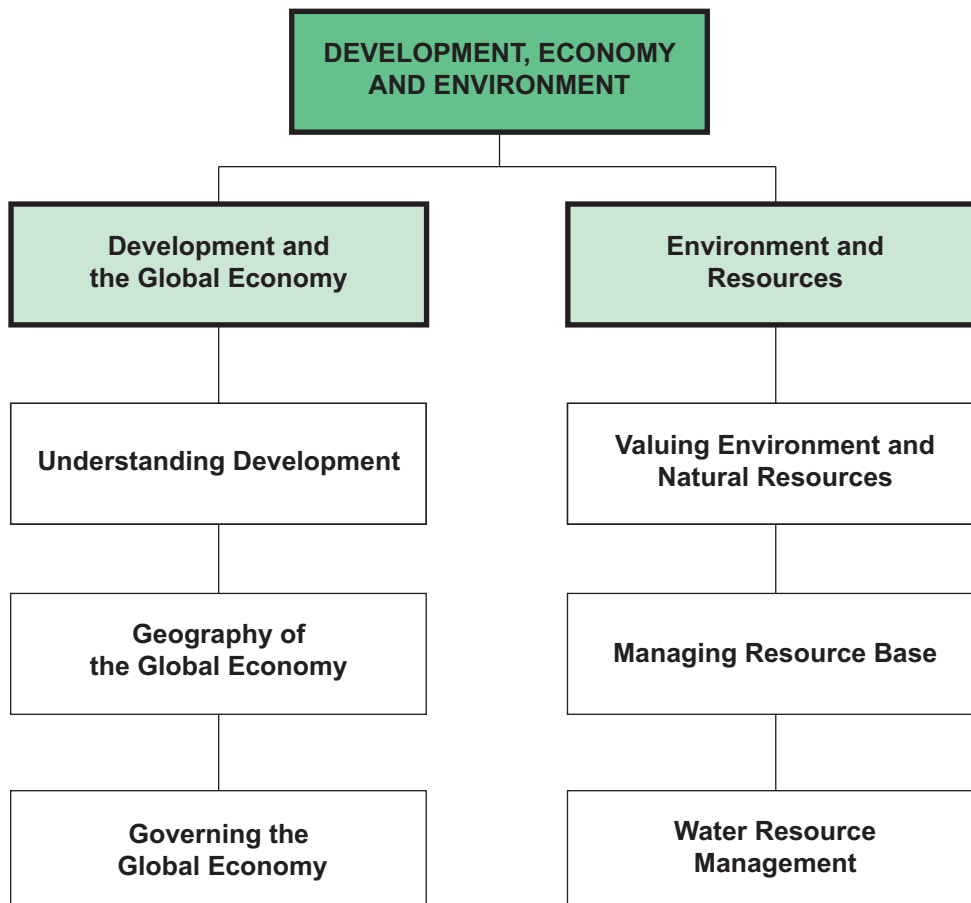 DEVELOPMENT, ECONOMY
AND ENVIRONMENT
Development and
the Global Economy
Environment and
Resources
Understanding Development
Valuing Environment and
Natural Resources
Geography of
the Global Economy
Managing Resource Base
Governing the
Global Economy
Water Resource
Management